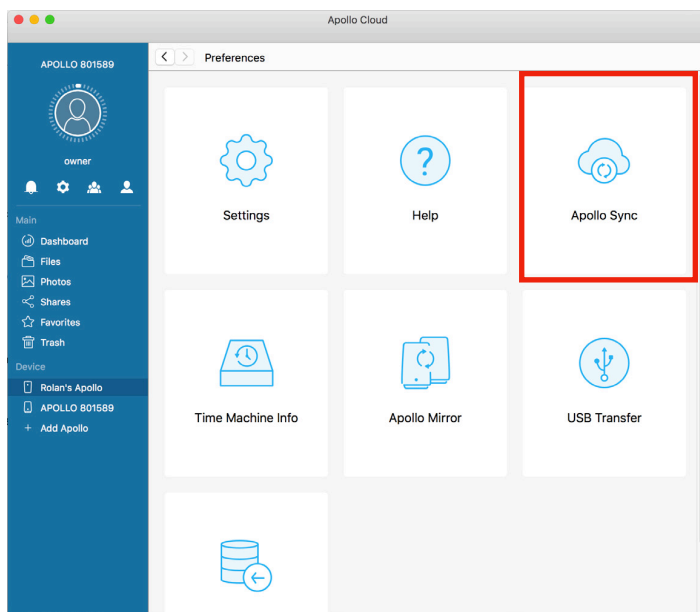 Apollo Cloud
APOLLO 801589
owner
Main
Dashboard
Files
Photos
Shares
Favorites
Trash
Device
Rolan's Apollo
APOLLO 801589
+ Add Apollo
Preferences
Settings
Help
Apollo Sync
Time Machine Info
Apollo Mirror
USB Transfer